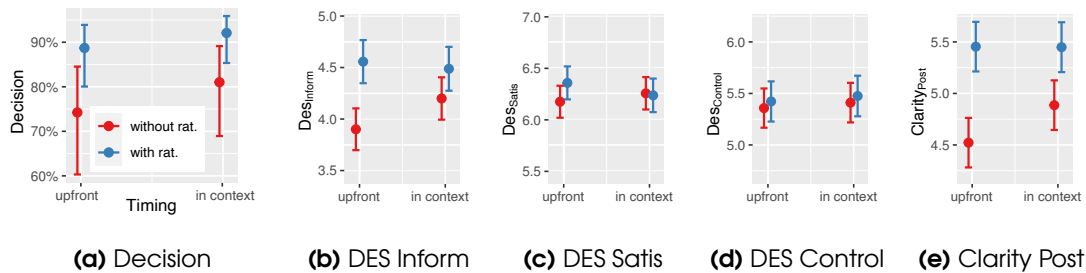 90%
80%
70%
60%
Decision
without rat.
with rat.
upfront
in context
Timing
(a) Decision
5.0
4.5
4.0
3.5
Des_Inform
upfront
in context
(b) DES Inform
7.0
6.5
6.0
5.5
Des_Satis
upfront
in context
(c) DES Satis
6.0
5.5
5.0
Des_Control
upfront
in context
(d) DES Control
5.5
5.0
4.5
Clarity_Post
upfront
in context
(e) Clarity Post